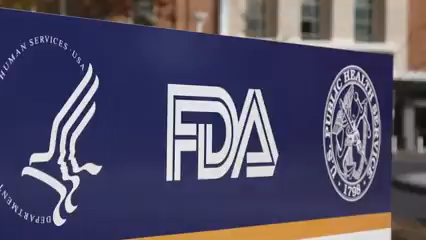 HUMAN SERVICES·USA
DEPARTMENT
FDA
U.S. PUBLIC HEALTH SERVICE
1798